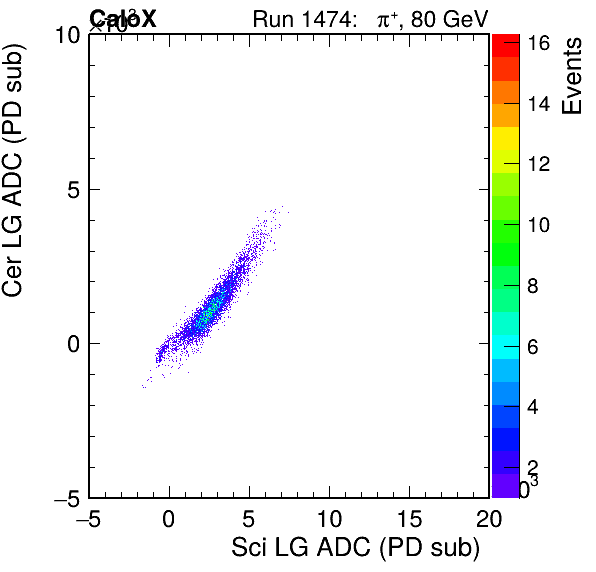 CaloX Run 1474: π⁺, 80 GeV
×10³
Cer LG ADC (PD sub)
10
5
0
−5
−5 0 5 10 15 20
Sci LG ADC (PD sub)
Events
16
14
12
10
8
6
4
2